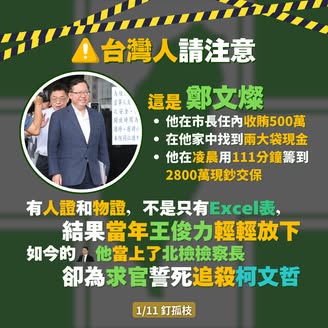 台灣人請注意
這是 鄭文燦
他在市長任內收賄500萬
在他家中找到兩大袋現金
他在凌晨用111分鐘籌到
2800萬現鈔交保
有人證和物證，不是只有Excel表，
結果當年王俊力輕輕放下
如今的他當上了北檢檢察長
卻為求官誓死追殺柯文哲
1/11 釘孤枝